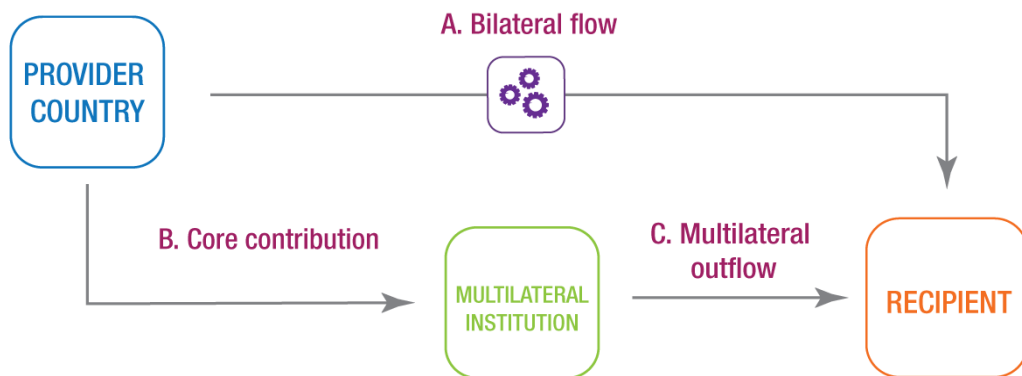 A. Bilateral flow
PROVIDER
COUNTRY
B. Core contribution
C. Multilateral
outflow
MULTILATERAL
INSTITUTION
RECIPIENT